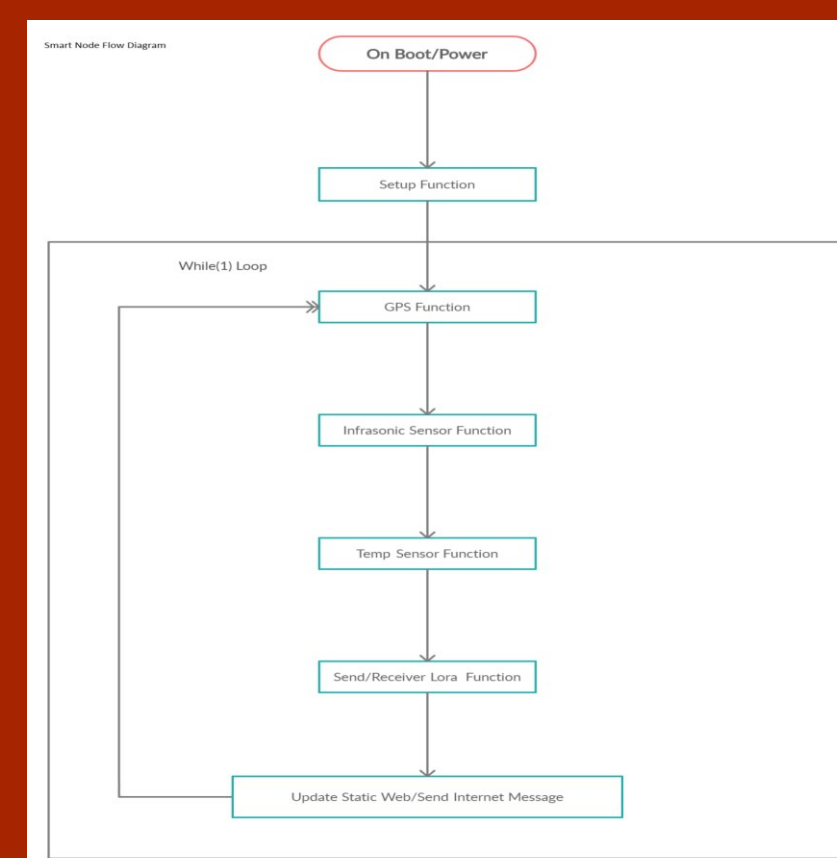 Smart Node Flow Diagram
On Boot/Power
Setup Function
While(1) Loop
GPS Function
Infrasonic Sensor Function
Temp Sensor Function
Send/Receiver Lora Function
Update Static Web/Send Internet Message